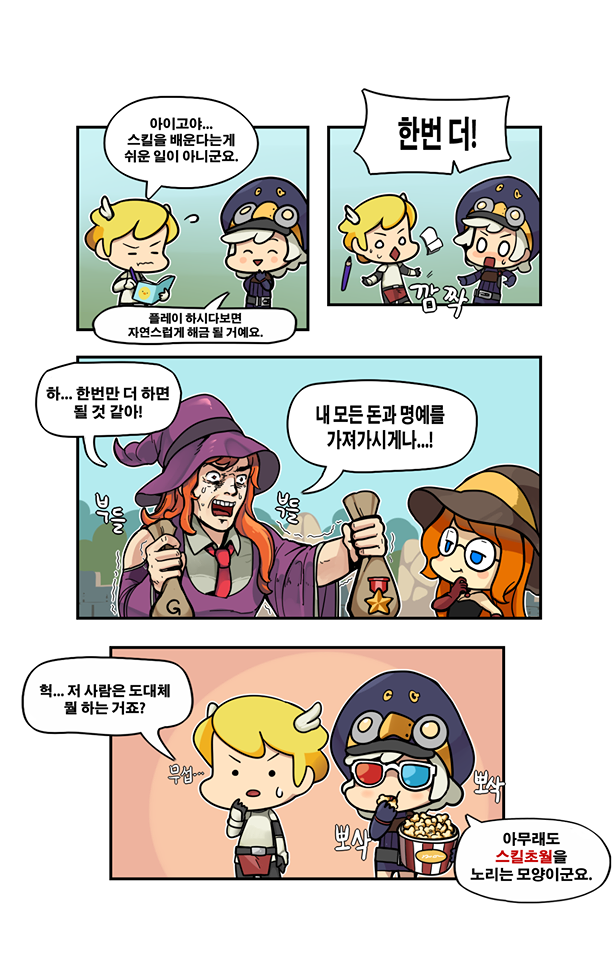 아이고야...
스킬을 배운다는게
쉬운 일이 아니군요.
플레이 하시다보면
자연스럽게 해금 될 거예요.
한번 더!
깜짝
하... 한번만 더 하면
될 것 같아!
내 모든 돈과 명예를
가져가시게나...!
부들
부들
G
헉... 저 사람은 도대체
뭘 하는 거죠?
무섭...
뽀삭
뽀삭
아무래도
스킬초월을
노리는 모양이군요.